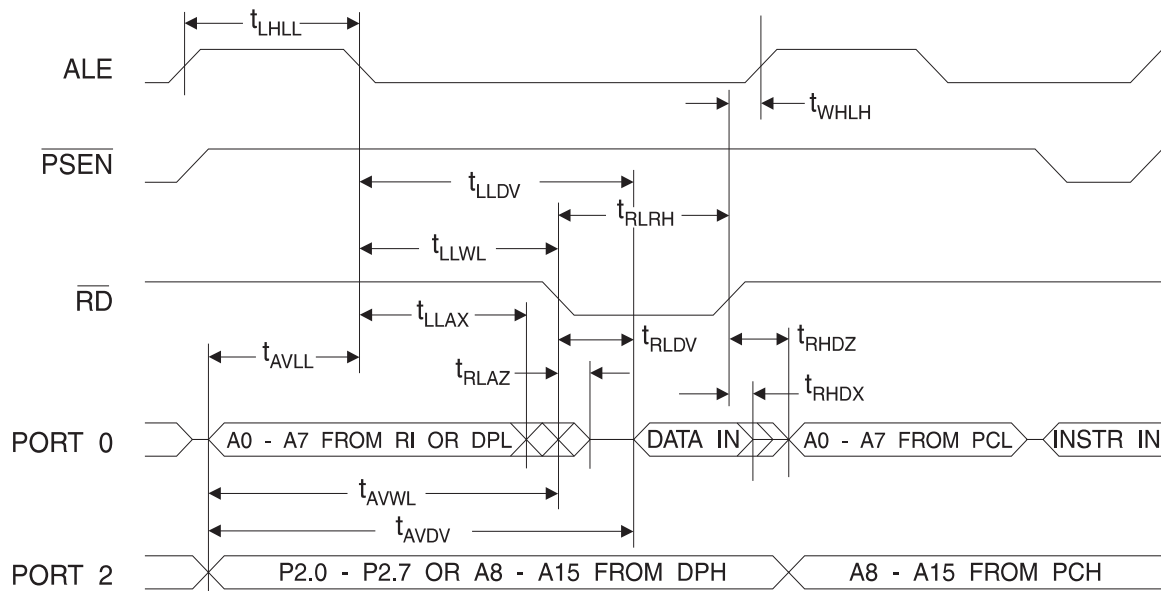 tLHLL
ALE
tWHLH
PSEN
tLLDV
tRLRH
tLLWL
RD
tLLAX
tRLDV
tRHDZ
tAVLL
tRLAZ
tRHDX
PORT 0
A0 - A7 FROM RI OR DPL
DATA IN
A0 - A7 FROM PCL
INSTR IN
tAVWL
tAVDV
PORT 2
P2.0 - P2.7 OR A8 - A15 FROM DPH
A8 - A15 FROM PCH